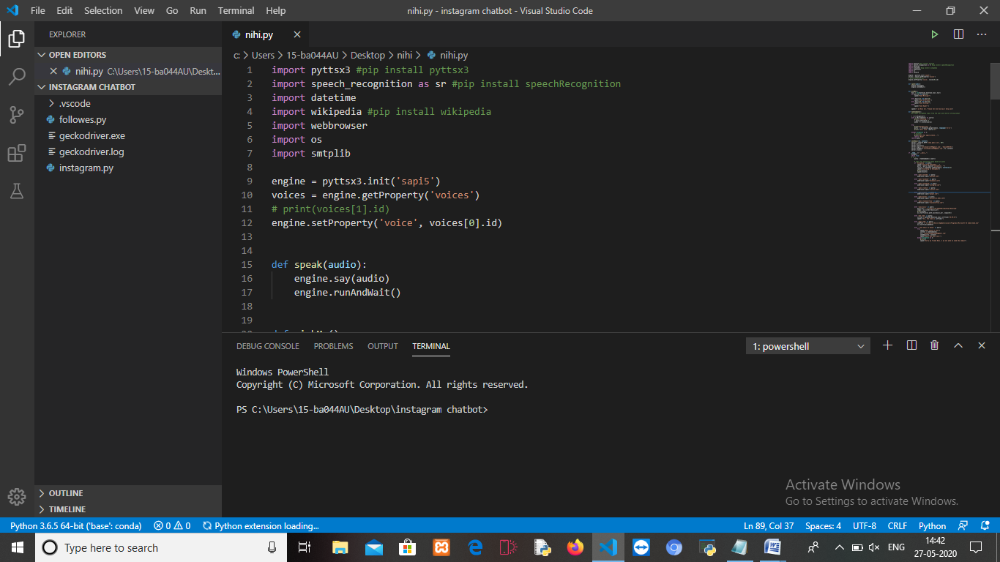 File Edit Selection View Go Run Terminal Help
nihi.py - instagram chatbot - Visual Studio Code
EXPLORER
OPEN EDITORS
nihi.py C:\Users\15-ba044AU\Deskt...
INSTAGRAM CHATBOT
.vscode
followes.py
geckodriver.exe
geckodriver.log
instagram.py
OUTLINE
TIMELINE
nihi.py
c: > Users > 15-ba044AU > Desktop > nihi > nihi.py
1 import pyttsx3 #pip install pyttsx3
2 import speech_recognition as sr #pip install speechRecognition
3 import datetime
4 import wikipedia #pip install wikipedia
5 import webbrowser
6 import os
7 import smtplib
8
9 engine = pyttsx3.init('sapi5')
10 voices = engine.getProperty('voices')
11 # print(voices[1].id)
12 engine.setProperty('voice', voices[0].id)
13
14
15 def speak(audio):
16     engine.say(audio)
17     engine.runAndWait()
18
19
DEBUG CONSOLE PROBLEMS OUTPUT TERMINAL
1: powershell
Windows PowerShell
Copyright (C) Microsoft Corporation. All rights reserved.
PS C:\Users\15-ba044AU\Desktop\instagram chatbot>
Activate Windows
Go to Settings to activate Windows.
Python 3.6.5 64-bit ('base': conda) 0 0 Python extension loading...
Ln 89, Col 37 Spaces: 4 UTF-8 CRLF Python
Type here to search
ENG
14:42
27-05-2020